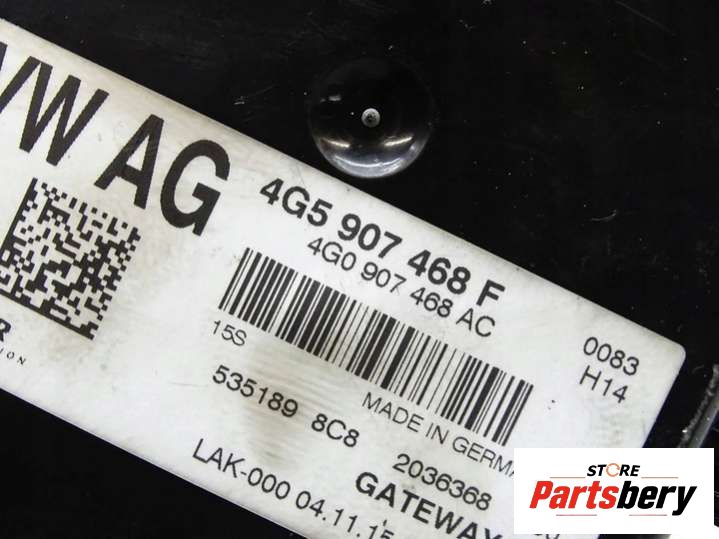 VW AG
4G5 907 468 F
4G0 907 468 AC
15S
0083
H14
MADE IN GERMA
535189 8C8 2036368
LAK-000 04.11.15
GATEWAY
STORE
Partsbery